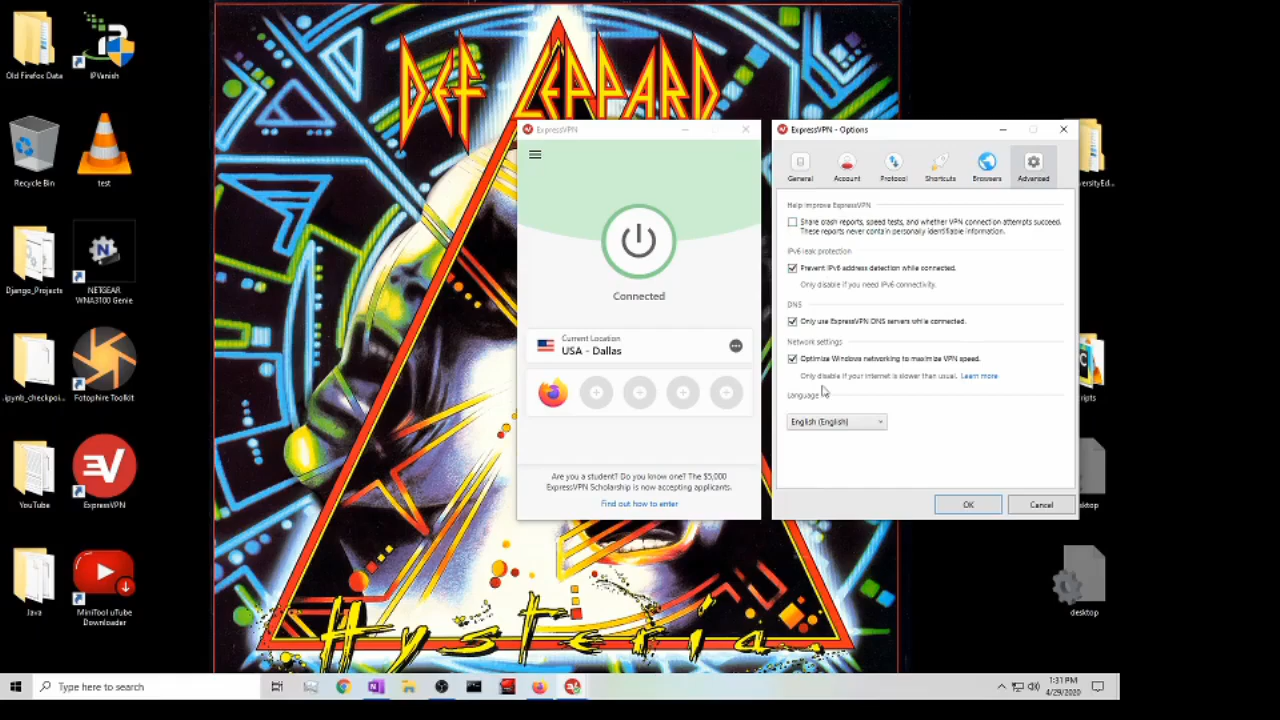 Old Firefox Data
IPVanish
Recycle Bin
test
Django_Projects
NETGEAR
WNA3100 Genie
.ipynb_checkpoi...
Fotophire Toolkit
YouTube
ExpressVPN
Java
MiniTool uTube
Downloader
DEF LEPPARD
Hysteria
ExpressVPN
Connected
Current Location
USA - Dallas
Are you a student? Do you know one? The $5,000
ExpressVPN Scholarship is now accepting applicants.
Find out how to enter
ExpressVPN - Options
General
Account
Protocol
Shortcuts
Browsers
Advanced
Help improve ExpressVPN
Share crash reports, speed tests, and whether VPN connection attempts succeed.
These reports never contain personally identifiable information.
IPv6 leak protection
Prevent IPv6 address detection while connected.
Only disable if you need IPv6 connectivity.
DNS
Only use ExpressVPN DNS servers while connected.
Network settings
Optimize Windows networking to maximize VPN speed.
Only disable if your internet is slower than usual. Learn more
Language
English (English)
OK
Cancel
versityEd...
ripts
sktop
desktop
Type here to search
1:31 PM
4/29/2020